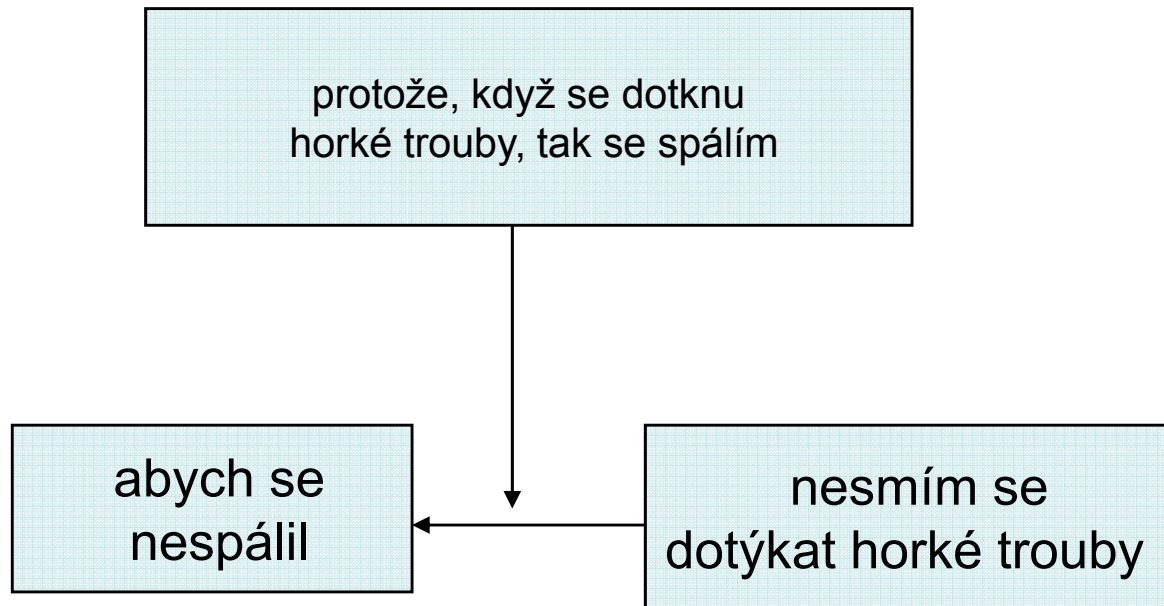 protože, když se dotknu
horké trouby, tak se spálím
abych se
nespálil
nesmím se
dotýkat horké trouby